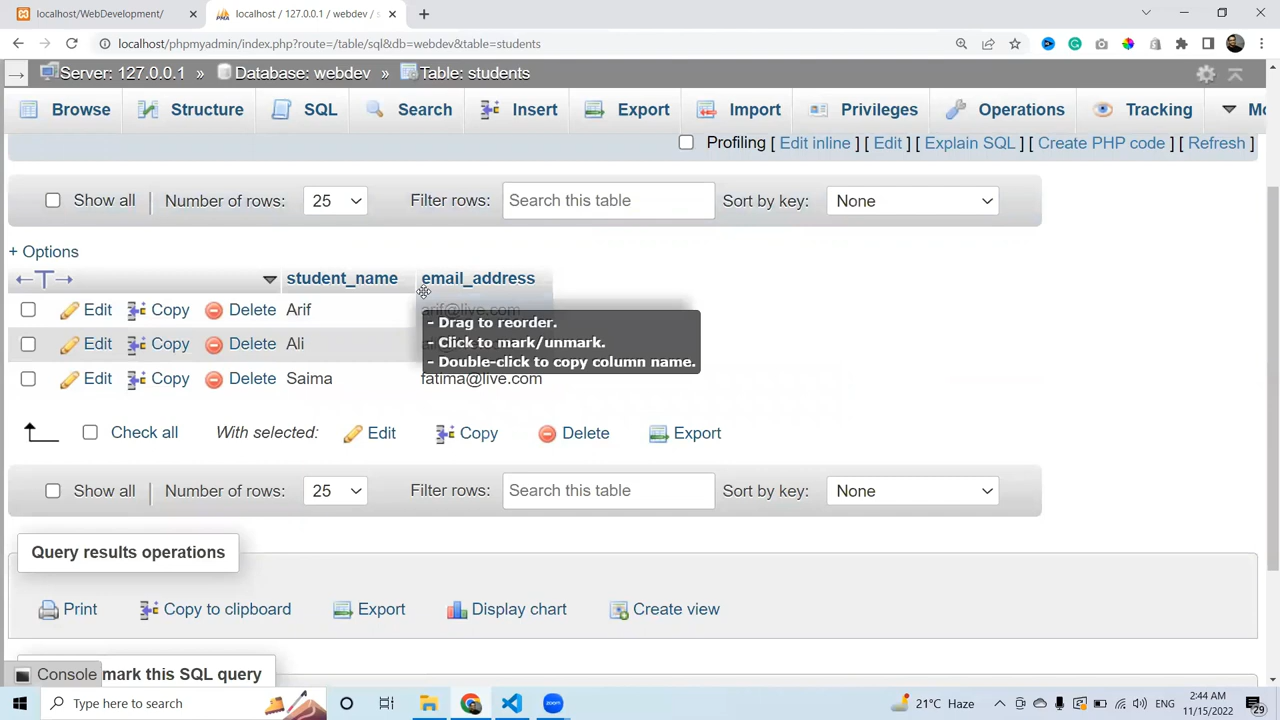 localhost/WebDevelopment/
localhost / 127.0.0.1 / webdev / s
localhost/phpmyadmin/index.php?route=/table/sql&db=webdev&table=students
Server: 127.0.0.1 » Database: webdev » Table: students
Browse Structure SQL Search Insert Export Import Privileges Operations Tracking Mo
Profiling [ Edit inline ] [ Edit ] [ Explain SQL ] [ Create PHP code ] [ Refresh ]
Show all Number of rows: 25 Filter rows: Search this table Sort by key: None
+ Options
student_name email_address
Edit Copy Delete Arif arif@live.com
- Drag to reorder.
Edit Copy Delete Ali
- Click to mark/unmark.
- Double-click to copy column name.
Edit Copy Delete Saima fatima@live.com
Check all With selected: Edit Copy Delete Export
Show all Number of rows: 25 Filter rows: Search this table Sort by key: None
Query results operations
Print Copy to clipboard Export Display chart Create view
Console mark this SQL query
Type here to search 21°C Haze ENG 2:44 AM
11/15/2022 29